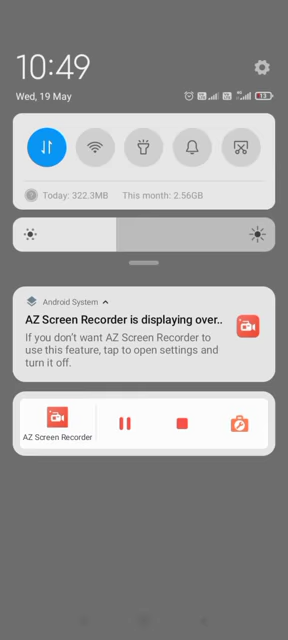 10:49
Wed, 19 May
13
Today: 322.3MB This month: 2.56GB
Android System
AZ Screen Recorder is displaying over..
If you don't want AZ Screen Recorder to
use this feature, tap to open settings and
turn it off.
AZ Screen Recorder